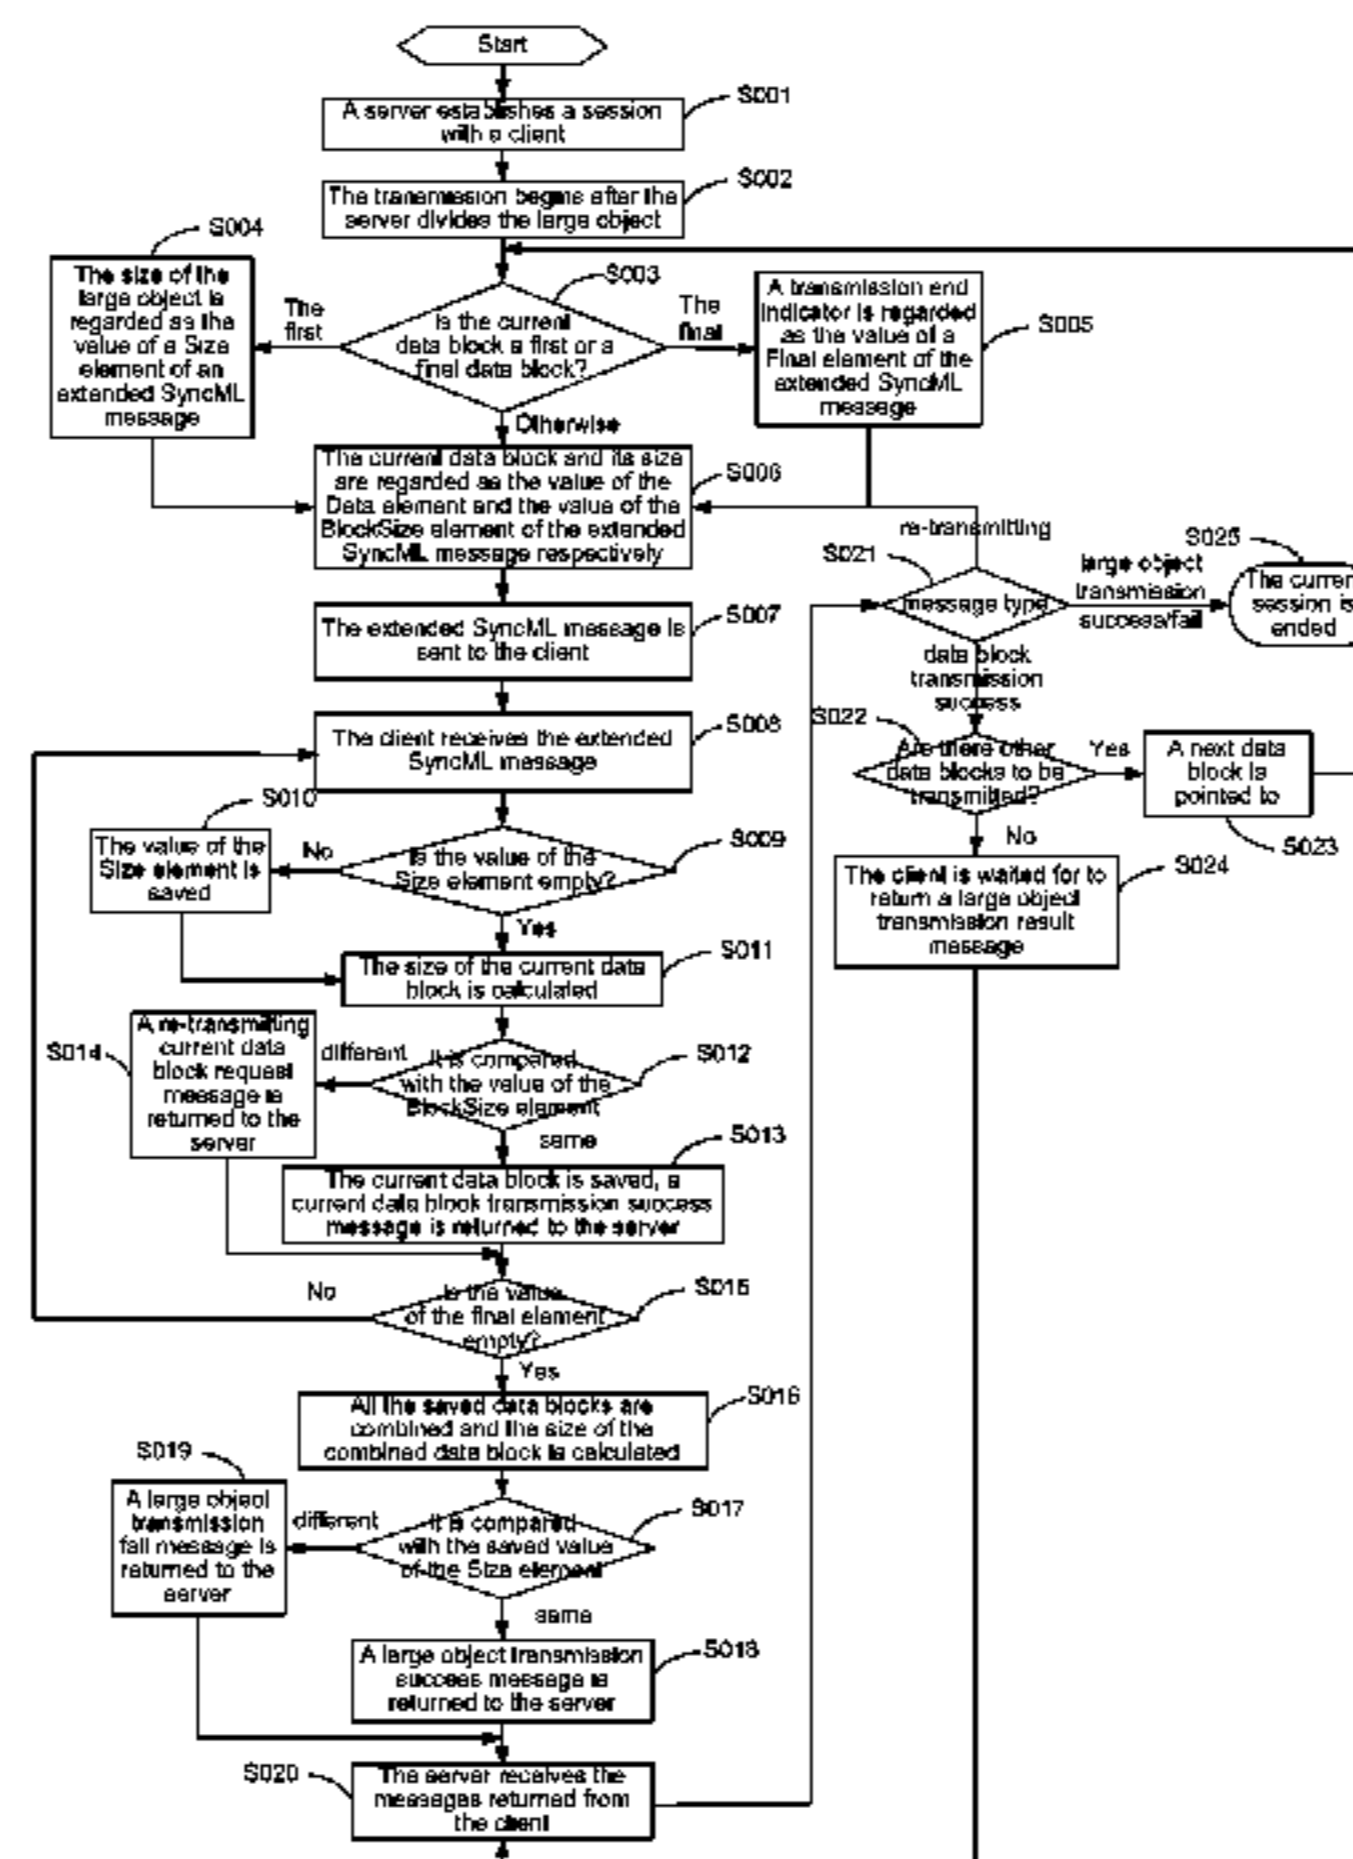 Start
S001
A server establishes a session
with a client
S002
The transmission begins after the
server divides the large object
S004
The size of the
large object is
regarded as the
value of a Size
element of an
extended SyncML
message
The
first
S003
Is the current
data block a first or a
final data block?
The
final
A transmission end
indicator is regarded
as the value of a
Final element of the
extended SyncML
message
S005
Otherwise
The current data block and its size
are regarded as the value of the
Data element and the value of the
BlockSize element of the extended
SyncML message respectively
S006
re-transmitting
S021
message type
large object
transmission
success/fail
S025
The curren
session is
ended
The extended SyncML message is
sent to the client
S007
data block
transmission
success
The client receives the extended
SyncML message
S008
S022
Are there other
data blocks to be
transmitted?
Yes
A next data
block is
pointed to
S023
No
S010
The value of the
Size element is
saved
No
Is the value of the
Size element empty?
S009
Yes
The client is waited for to
return a large object
transmission result
message
S024
The size of the current data
block is calculated
S011
S014
A re-transmitting
current data
block request
message is
returned to the
server
different
It is compared
with the value of the
BlockSize element
S012
same
The current data block is saved, a
current data block transmission success
message is returned to the server
S013
No
Is the value
of the final element
empty?
S015
Yes
All the saved data blocks are
combined and the size of the
combined data block is calculated
S016
S019
A large object
transmission
fail message is
returned to the
server
different
It is compared
with the saved value
of the Size element
S017
same
A large object transmission
success message is
returned to the server
S018
S020
The server receives the
messages returned from
the client